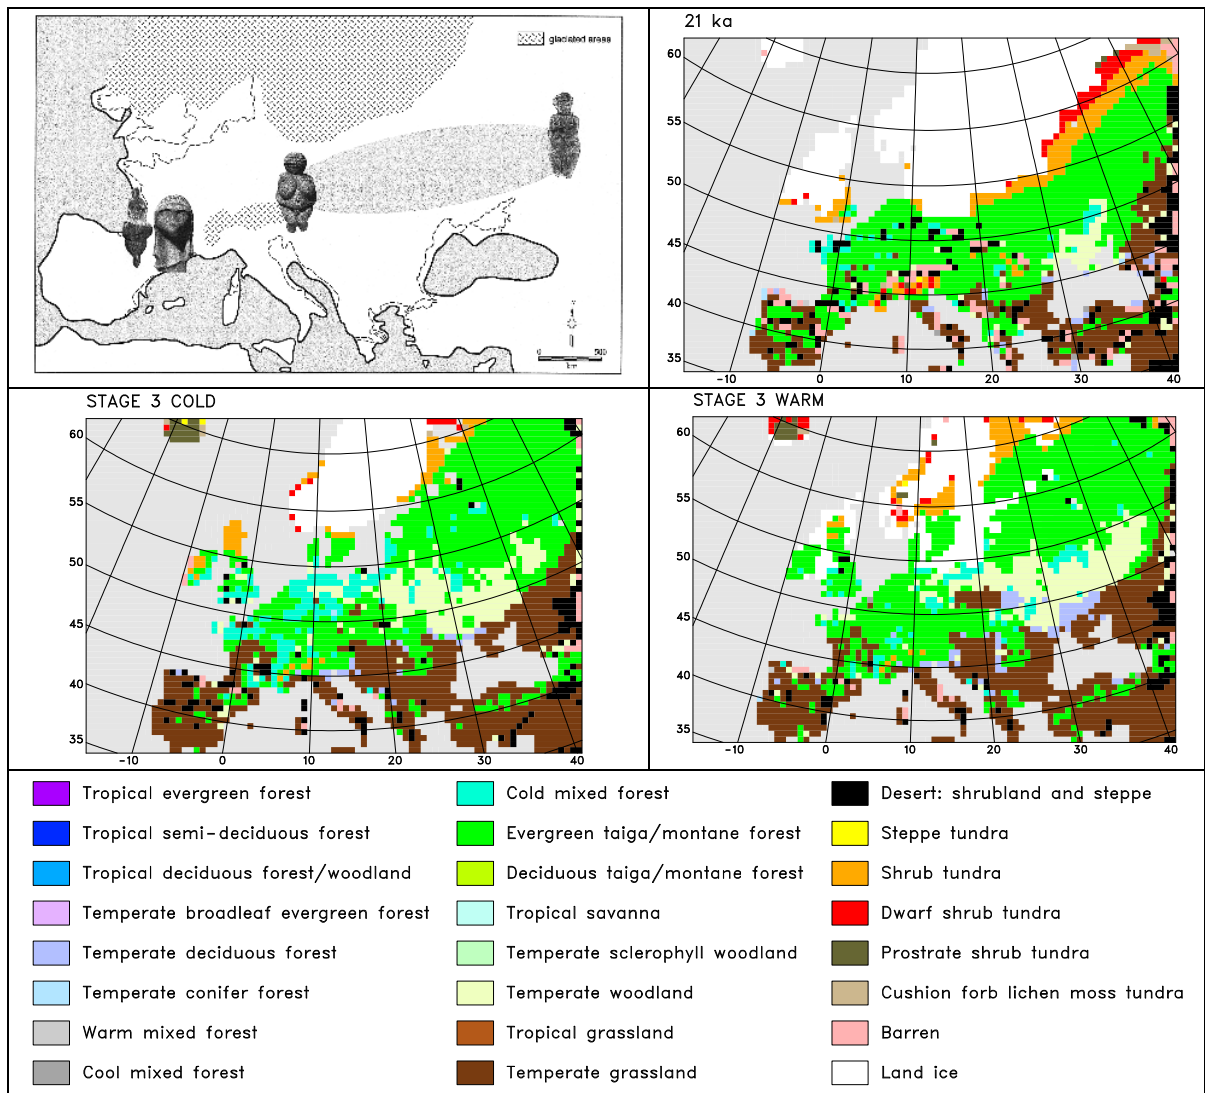 glaciated areas
0 500
km
21 ka
60
55
50
45
40
35
-10 0 10 20 30 40
STAGE 3 COLD
60
55
50
45
40
35
-10 0 10 20 30 40
STAGE 3 WARM
60
55
50
45
40
35
-10 0 10 20 30 40
Tropical evergreen forest
Tropical semi-deciduous forest
Tropical deciduous forest/woodland
Temperate broadleaf evergreen forest
Temperate deciduous forest
Temperate conifer forest
Warm mixed forest
Cool mixed forest
Cold mixed forest
Evergreen taiga/montane forest
Deciduous taiga/montane forest
Tropical savanna
Temperate sclerophyll woodland
Temperate woodland
Tropical grassland
Temperate grassland
Desert: shrubland and steppe
Steppe tundra
Shrub tundra
Dwarf shrub tundra
Prostrate shrub tundra
Cushion forb lichen moss tundra
Barren
Land ice